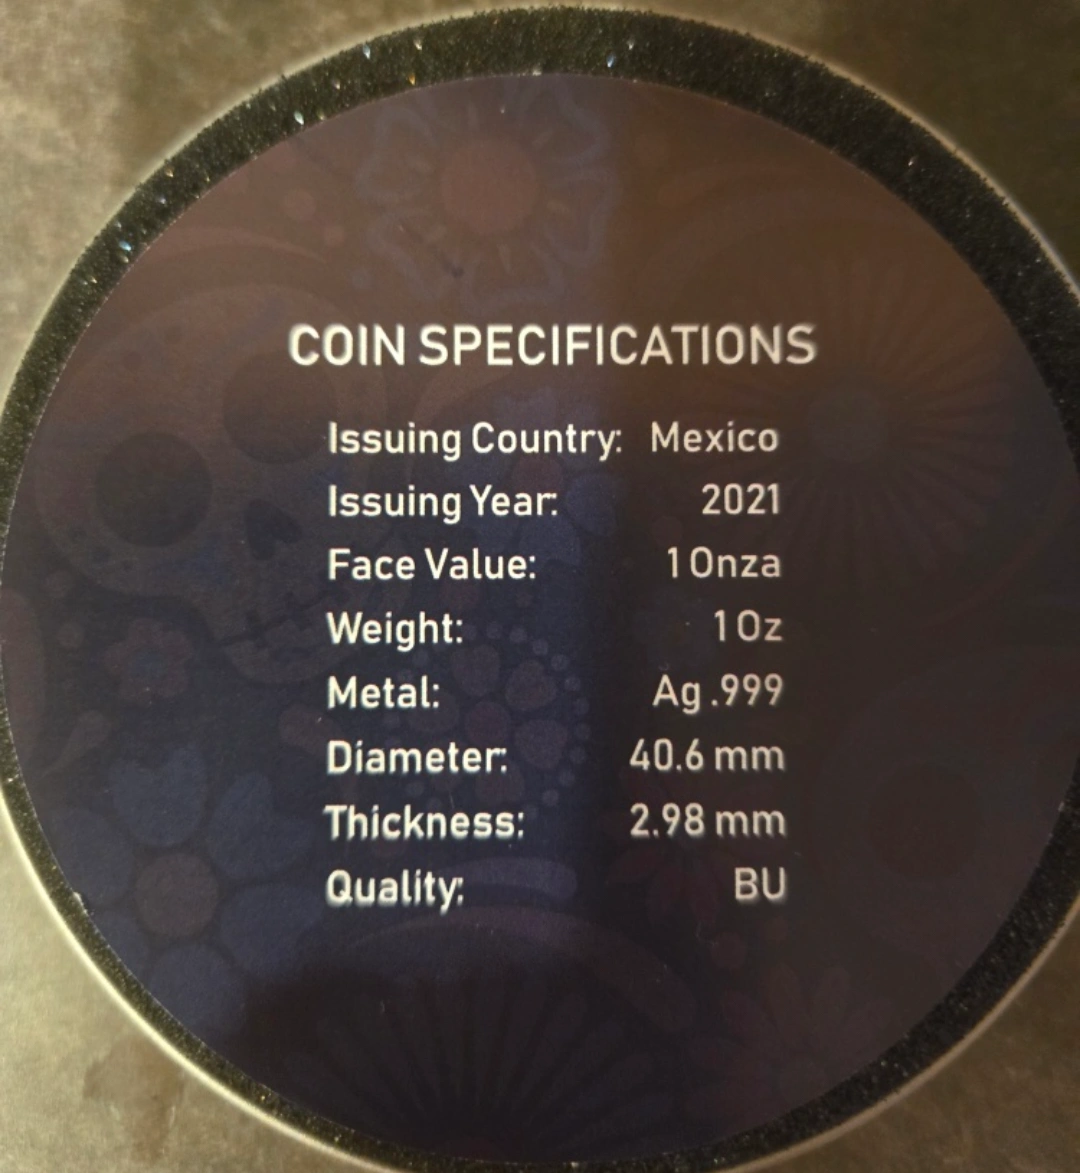 COIN SPECIFICATIONS
Issuing Country: Mexico
Issuing Year: 2021
Face Value: 1 Onza
Weight: 1 Oz
Metal: Ag .999
Diameter: 40.6 mm
Thickness: 2.98 mm
Quality: BU